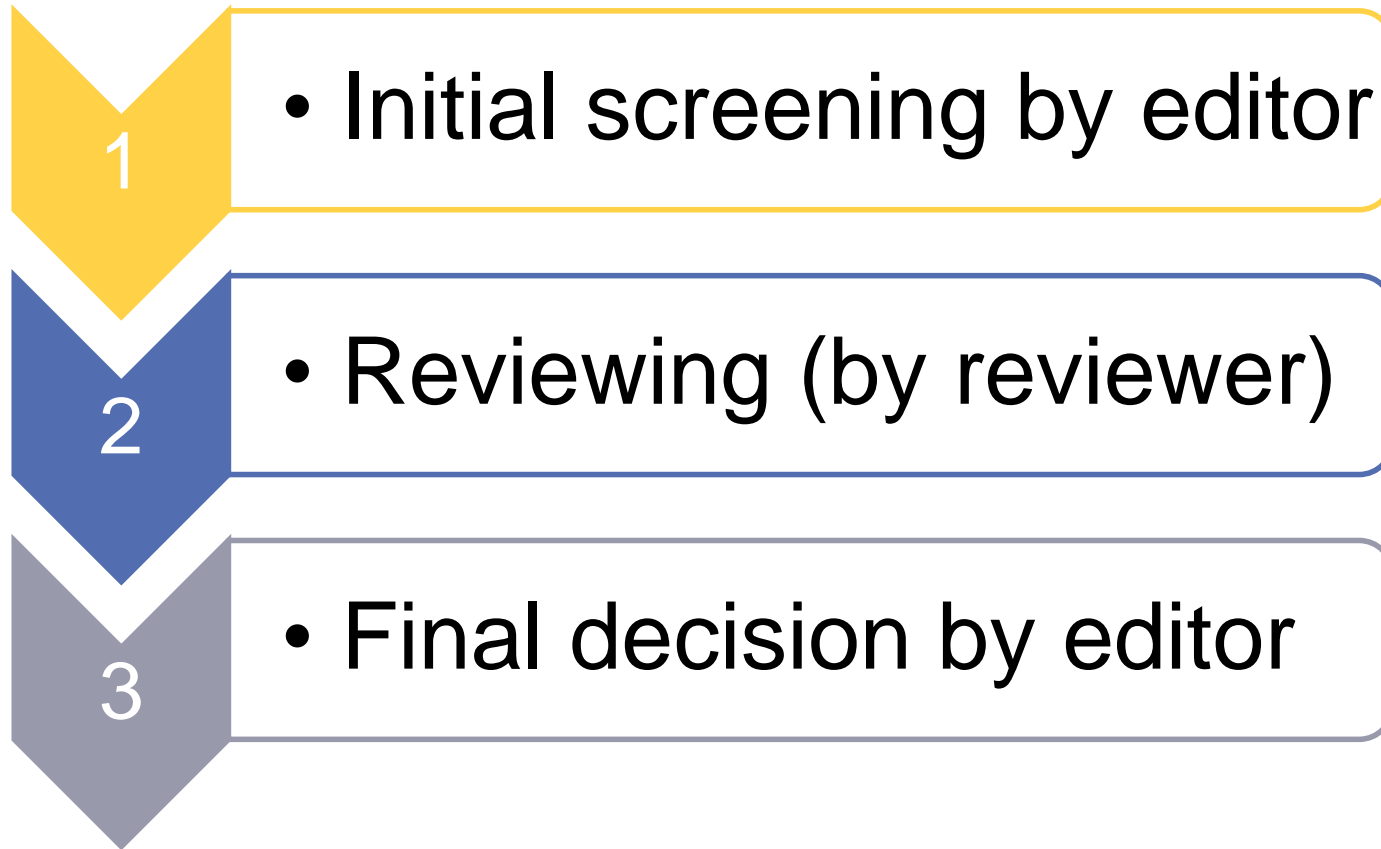 1
• Initial screening by editor
2
• Reviewing (by reviewer)
3
• Final decision by editor